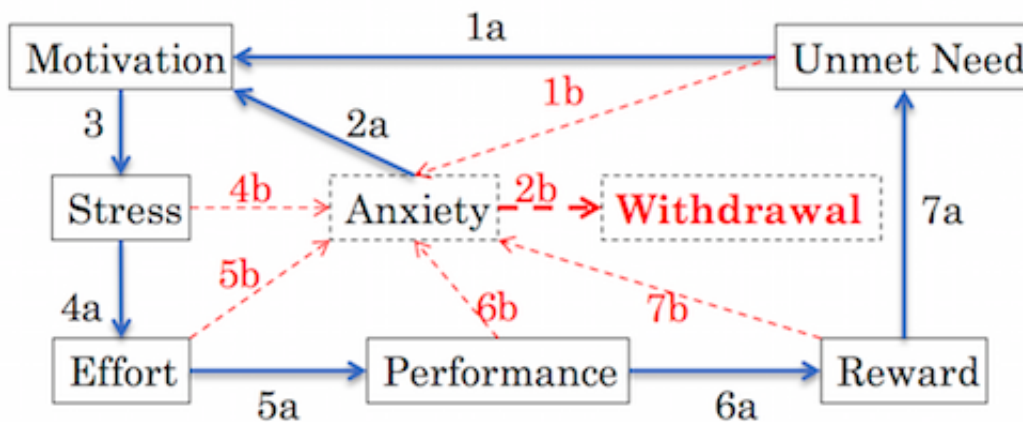 1a
Motivation
Unmet Need
1b
3
2a
Stress
4b
Anxiety
2b
Withdrawal
7a
5b
4a
6b
7b
Effort
Performance
Reward
5a
6a